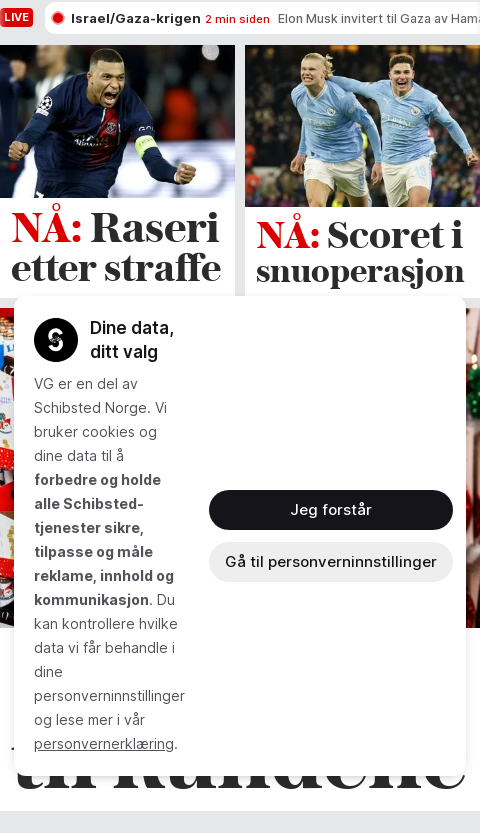 LIVE
Israel/Gaza-krigen 2 min siden Elon Musk invitert til Gaza av Hama
NÅ: Raseri
etter straffe
NÅ: Scoret i
snuoperasjon
Dine data,
ditt valg
VG er en del av
Schibsted Norge. Vi
bruker cookies og
dine data til å
forbedre og holde
alle Schibsted-
tjenester sikre,
tilpasse og måle
reklame, innhold og
kommunikasjon. Du
kan kontrollere hvilke
data vi får behandle i
dine
personverninnstillinger
og lese mer i vår
personvernerklæring.
Jeg forstår
Gå til personverninnstillinger
til kundene